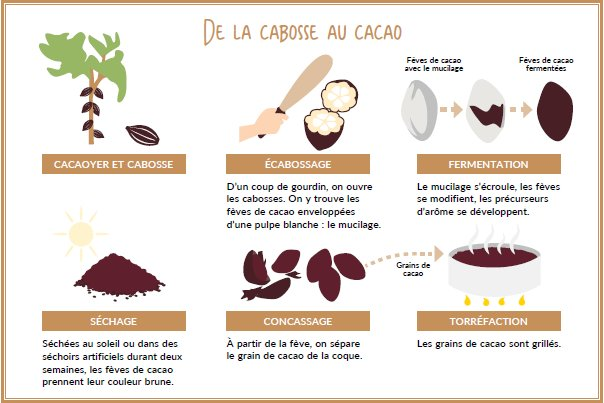 DE LA CABOSSE AU CACAO
CACAOYER ET CABOSSE
ÉCABOSSAGE
D'un coup de gourdin, on ouvre
les cabosses. On y trouve les
fèves de cacao enveloppées
d'une pulpe blanche : le mucilage.
Fèves de cacao
avec le mucilage
Fèves de cacao
fermentées
FERMENTATION
Le mucilage s'écroule, les fèves
se modifient, les précurseurs
d'arôme se développent.
SÉCHAGE
Séchées au soleil ou dans des
séchoirs artificiels durant deux
semaines, les fèves de cacao
prennent leur couleur brune.
CONCASSAGE
À partir de la fève, on sépare
le grain de cacao de la coque.
Grains de
cacao
TORRÉFACTION
Les grains de cacao sont grillés.